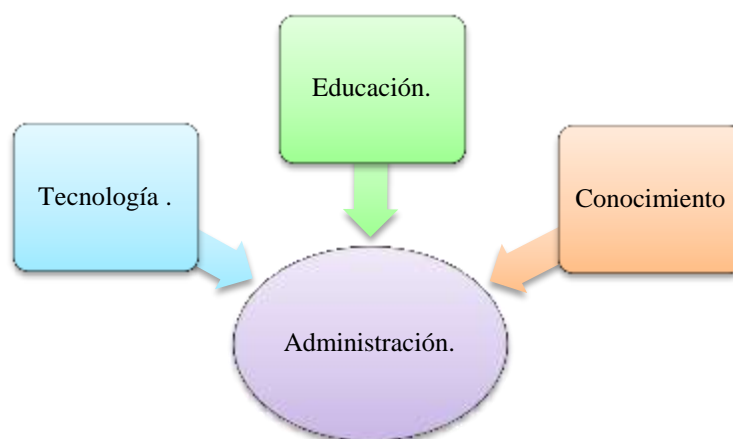 Educación.
Tecnología .
Conocimiento
Administración.